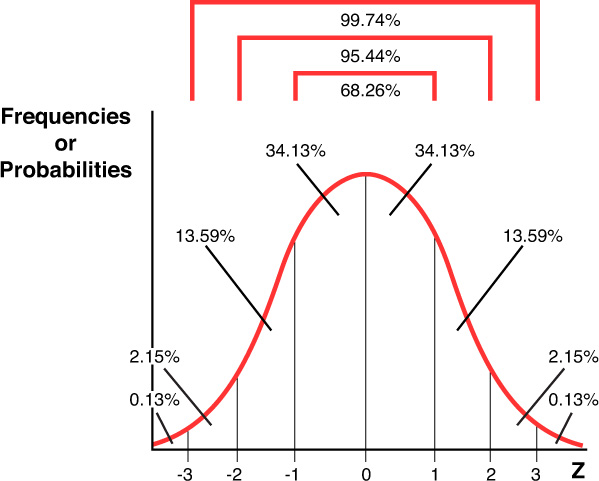 99.74%
95.44%
68.26%
Frequencies
or
Probabilities
34.13% 34.13%
13.59% 13.59%
2.15% 2.15%
0.13% 0.13%
-3 -2 -1 0 1 2 3 Z